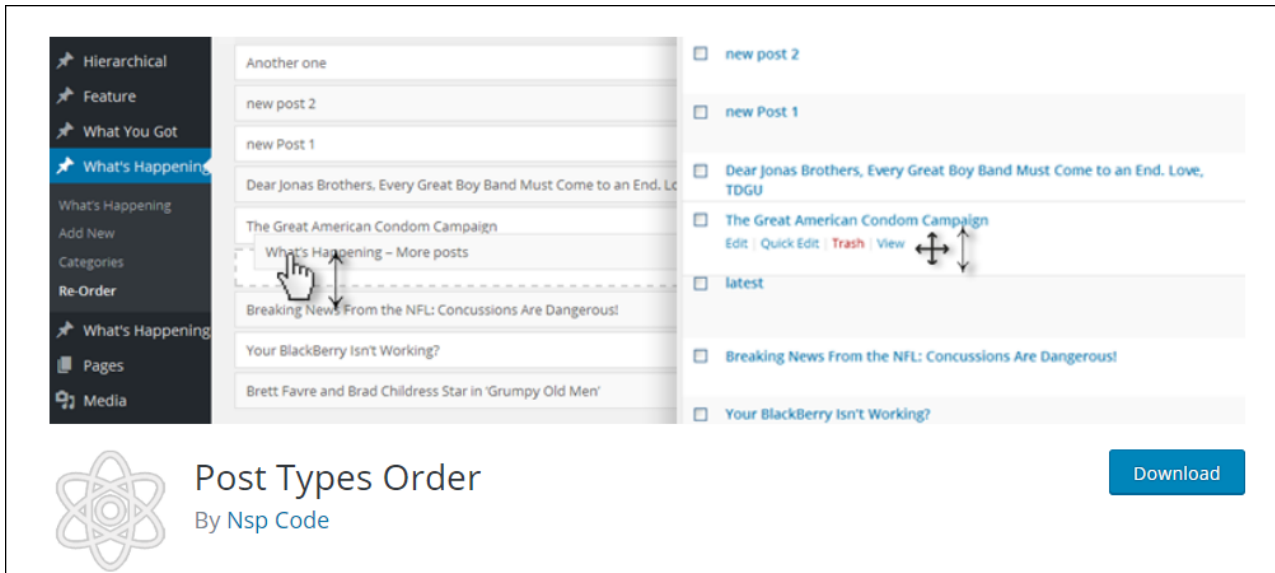 Hierarchical
Feature
What You Got
What's Happening
What's Happening
Add New
Categories
Re-Order
What's Happening
Pages
Media
Another one
new post 2
new Post 1
Dear Jonas Brothers, Every Great Boy Band Must Come to an End. Lo
The Great American Condom Campaign
What's Happening – More posts
Breaking News From the NFL: Concussions Are Dangerous!
Your BlackBerry Isn't Working?
Brett Favre and Brad Childress Star in 'Grumpy Old Men'
new post 2
new Post 1
Dear Jonas Brothers, Every Great Boy Band Must Come to an End. Love,
TDGU
The Great American Condom Campaign
Edit | Quick Edit | Trash | View
latest
Breaking News From the NFL: Concussions Are Dangerous!
Your BlackBerry Isn't Working?
Post Types Order
By Nsp Code
Download